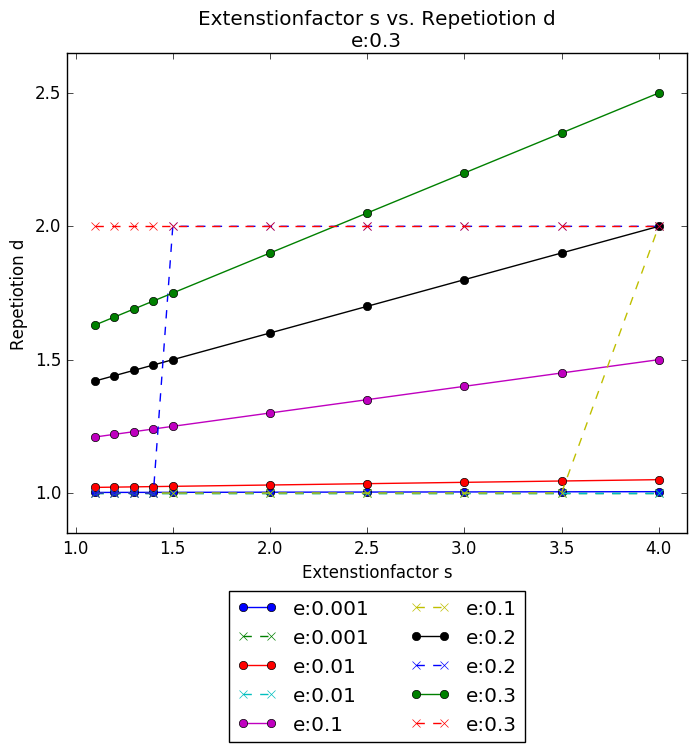 Extenstionfactor s vs. Repetiotion d
e:0.3
Repetiotion d
2.5
2.0
1.5
1.0
1.0 1.5 2.0 2.5 3.0 3.5 4.0
Extenstionfactor s
e:0.001 e:0.1
e:0.001 e:0.2
e:0.01 e:0.2
e:0.01 e:0.3
e:0.1 e:0.3